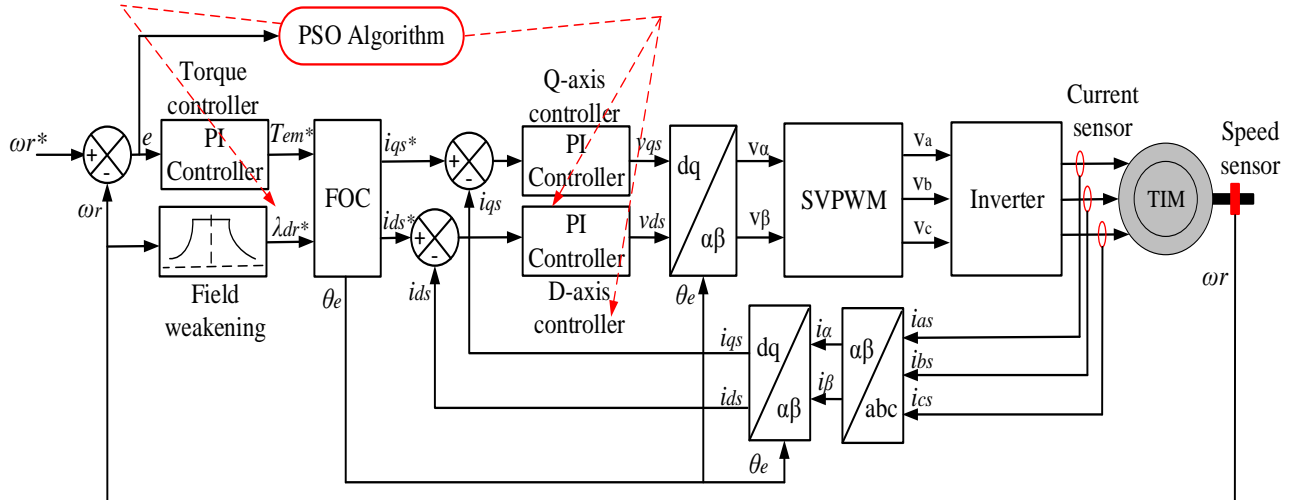 PSO Algorithm
Torque
controller
Q-axis
controller
Current
sensor
Speed
sensor
ωr*
+
-
e
PI
Controller
Tem*
FOC
iqs*
+
-
PI
Controller
vqs
dq
αβ
vα
vβ
SVPWM
va
vb
vc
Inverter
TIM
ωr
iqs
ids*
+
-
PI
Controller
vds
λdr*
Field
weakening
θe
ids
D-axis
controller
θe
ωr
iqs
ids
dq
αβ
iα
iβ
αβ
abc
ias
ibs
ics
θe